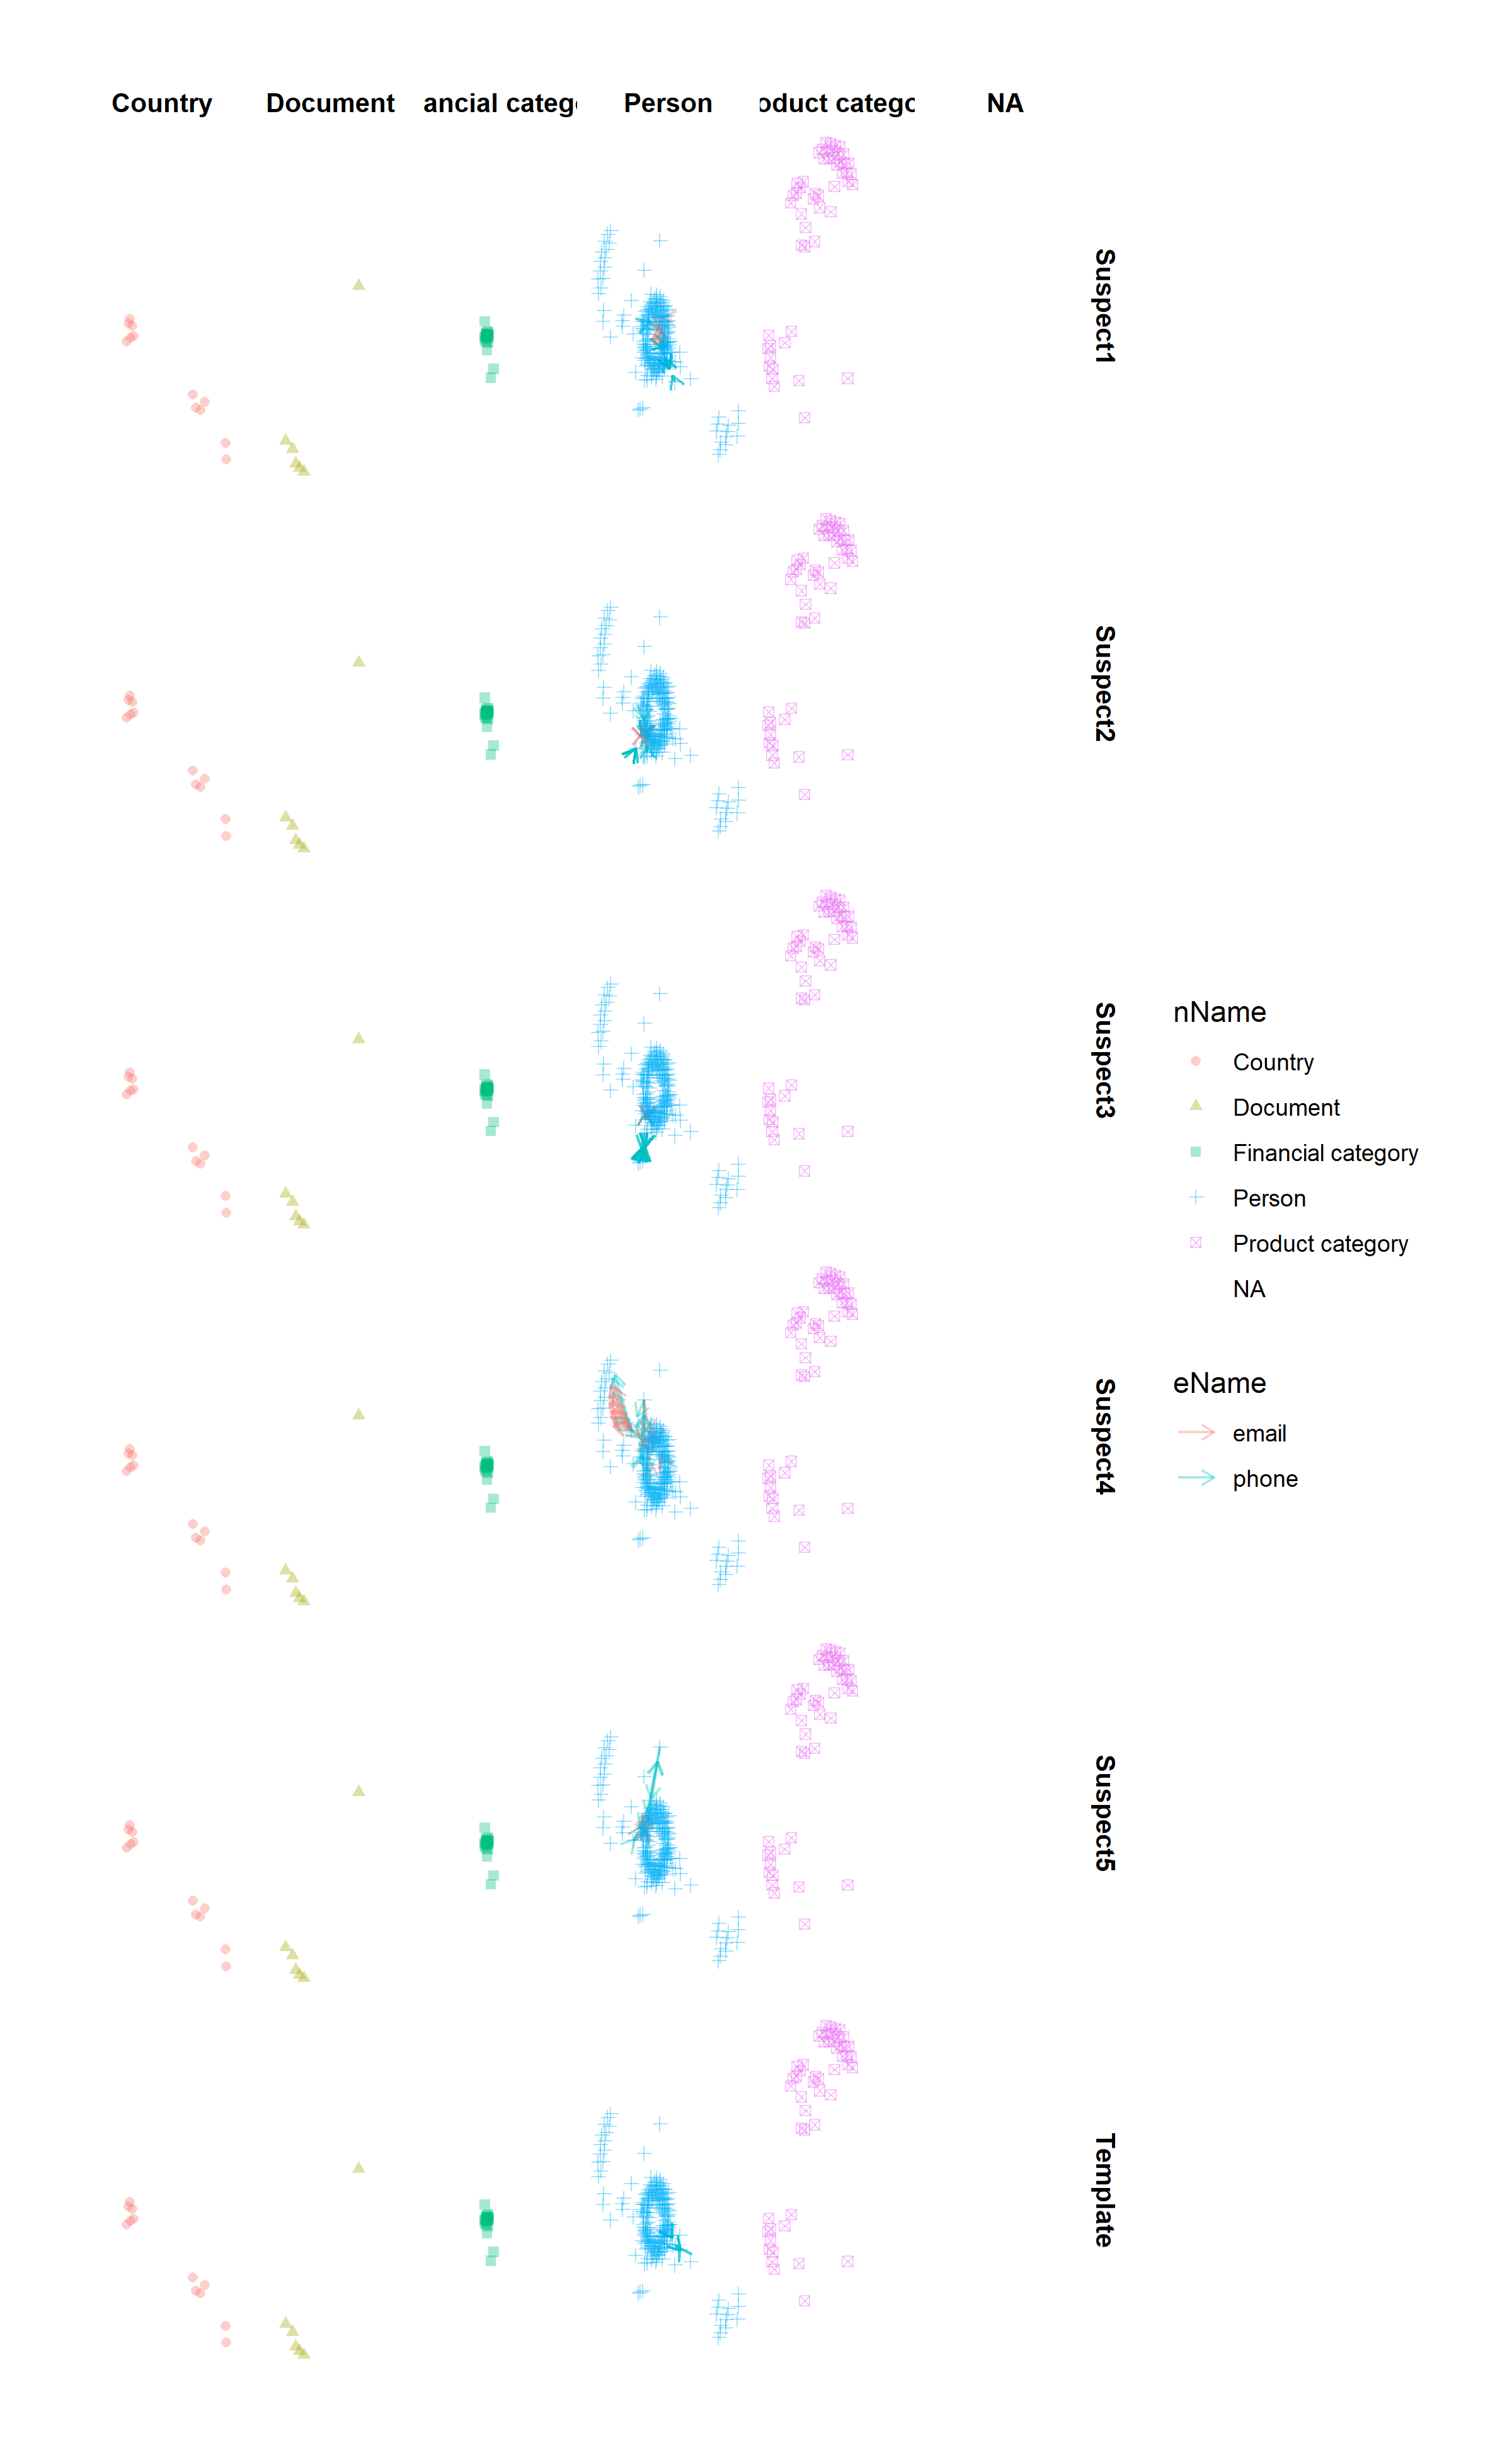 Country Document ancial catego Person oduct catego NA
Suspect1
Suspect2
Suspect3
Suspect4
Suspect5
Template
nName
Country
Document
Financial category
Person
Product category
NA
eName
email
phone